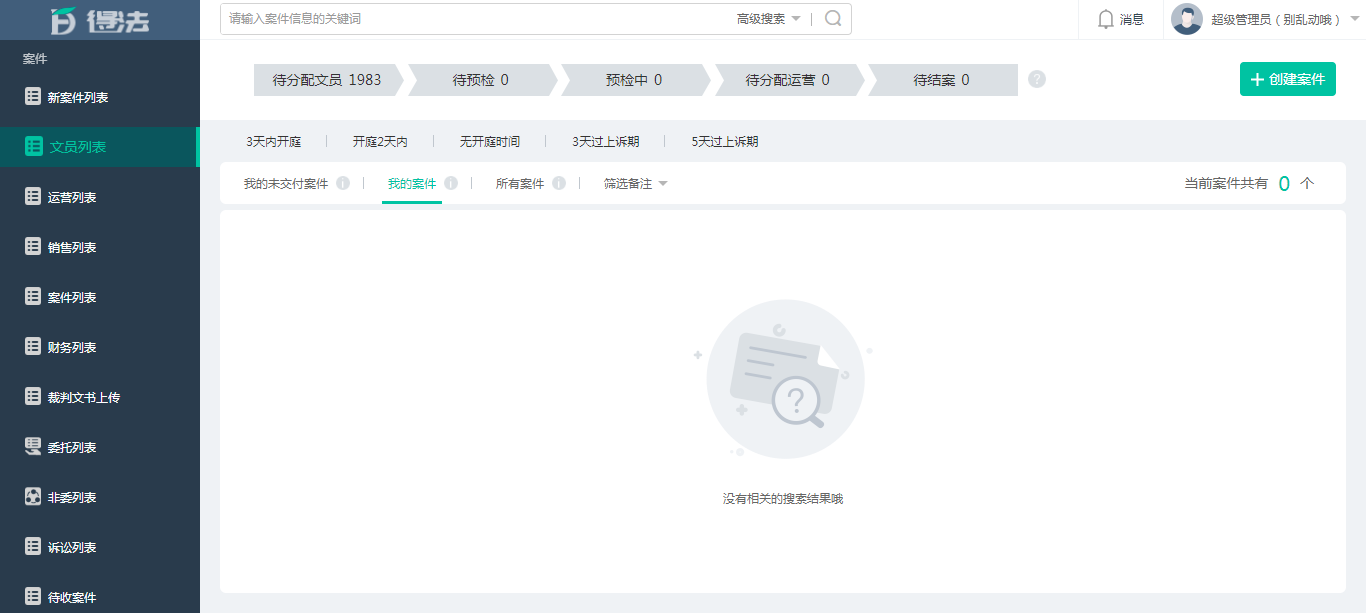 得法
请输入案件信息的关键词
高级搜索
消息
超级管理员（别乱动哦）
案件
新案件列表
文员列表
运营列表
销售列表
案件列表
财务列表
裁判文书上传
委托列表
非委列表
诉讼列表
待收案件
待分配文员 1983
待预检 0
预检中 0
待分配运营 0
待结案 0
?
+ 创建案件
3天内开庭
开庭2天内
无开庭时间
3天过上诉期
5天过上诉期
我的未交付案件
我的案件
所有案件
筛选备注
当前案件共有 0 个
?
没有相关的搜索结果哦